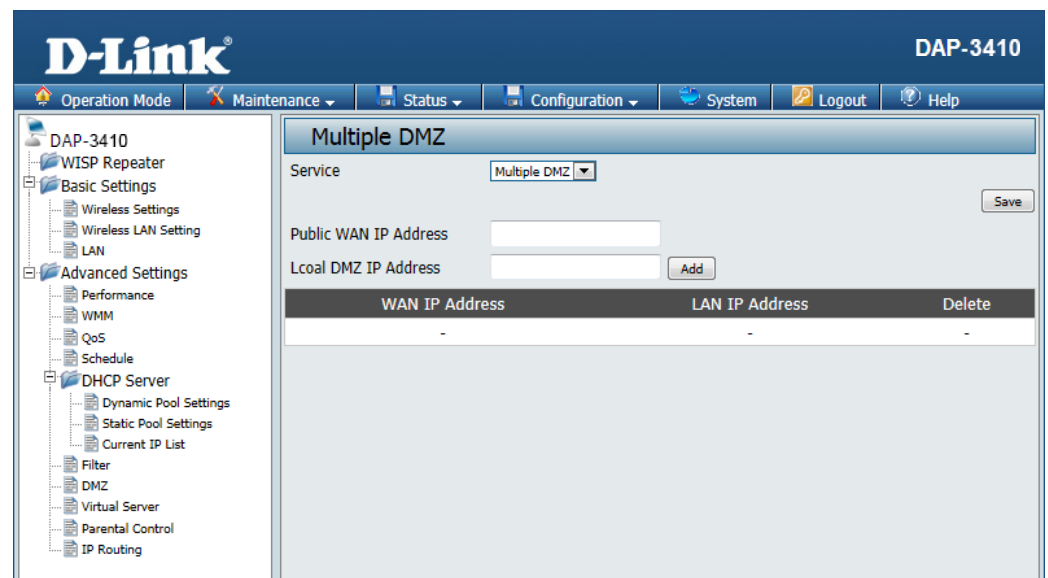 D-Link®
DAP-3410
Operation Mode Maintenance Status Configuration System Logout Help
DAP-3410
WISP Repeater
Basic Settings
Wireless Settings
Wireless LAN Setting
LAN
Advanced Settings
Performance
WMM
QoS
Schedule
DHCP Server
Dynamic Pool Settings
Static Pool Settings
Current IP List
Filter
DMZ
Virtual Server
Parental Control
IP Routing
Multiple DMZ
Service Multiple DMZ
Save
Public WAN IP Address
Lcoal DMZ IP Address Add
WAN IP Address LAN IP Address Delete
- - -